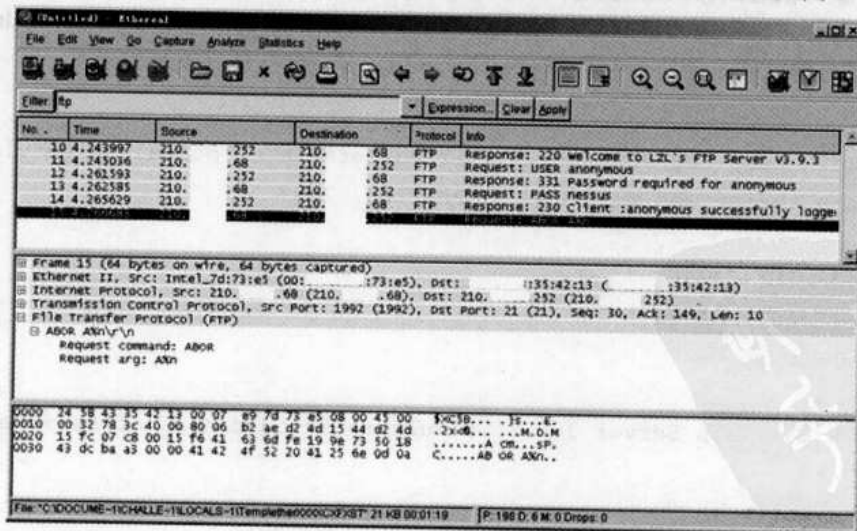 (Untitled) - Ethereal
File Edit View Go Capture Analyze Statistics Help
Filter: ftp Expression... Clear Apply
No. . Time Source Destination Protocol Info
10 4.243997 210. .252 210. .68 FTP Response: 220 Welcome to LZL's FTP Server V3.9.3
11 4.245036 210. .68 210. .252 FTP Request: USER anonymous
12 4.261593 210. .252 210. .68 FTP Response: 331 Password required for anonymous
13 4.262585 210. .68 210. .252 FTP Request: PASS nessus
14 4.265629 210. .252 210. .68 FTP Response: 230 Client :anonymous successfully logge
Frame 15 (64 bytes on wire, 64 bytes captured)
Ethernet II, Src: Intel_7d:73:e5 (00: :73:e5), Dst: :35:42:13 ( :35:42:13)
Internet Protocol, Src: 210. .68 (210. .68), Dst: 210. .252 (210. .252)
Transmission Control Protocol, Src Port: 1992 (1992), Dst Port: 21 (21), Seq: 30, Ack: 149, Len: 10
File Transfer Protocol (FTP)
ABOR A%n\r\n
Request command: ABOR
Request arg: A%n
0000 24 58 43 35 42 13 00 07 e9 7d 73 e5 08 00 45 00 $XC5B... .}s...E.
0010 00 32 78 3c 40 00 80 06 b2 ae d2 4d 15 44 d2 4d .2x<@... ...M.D.M
0020 15 fc 07 c8 00 15 f6 41 63 6d fe 19 9e 73 50 18 .......A cm...sP.
0030 43 dc ba a3 00 00 41 42 4f 52 20 41 25 6e 0d 0a C.....AB OR A%n..
P: 198 D: 6 M: 0 Drops: 0